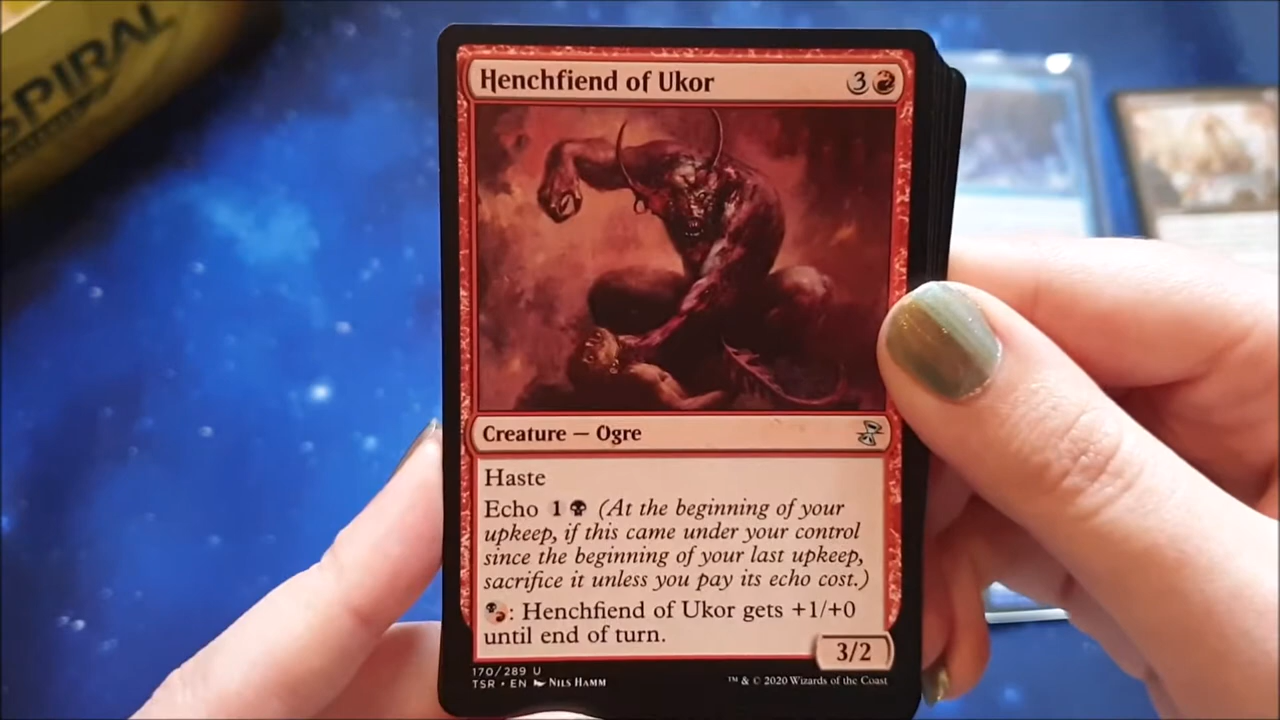 SPIRAL
Henchfiend of Ukor 3
Creature — Ogre
Haste
Echo 1 (At the beginning of your
upkeep, if this came under your control
since the beginning of your last upkeep,
sacrifice it unless you pay its echo cost.)
: Henchfiend of Ukor gets +1/+0
until end of turn.
3/2
170/289 U
TSR • EN Nils Hamm
™ & © 2020 Wizards of the Coast